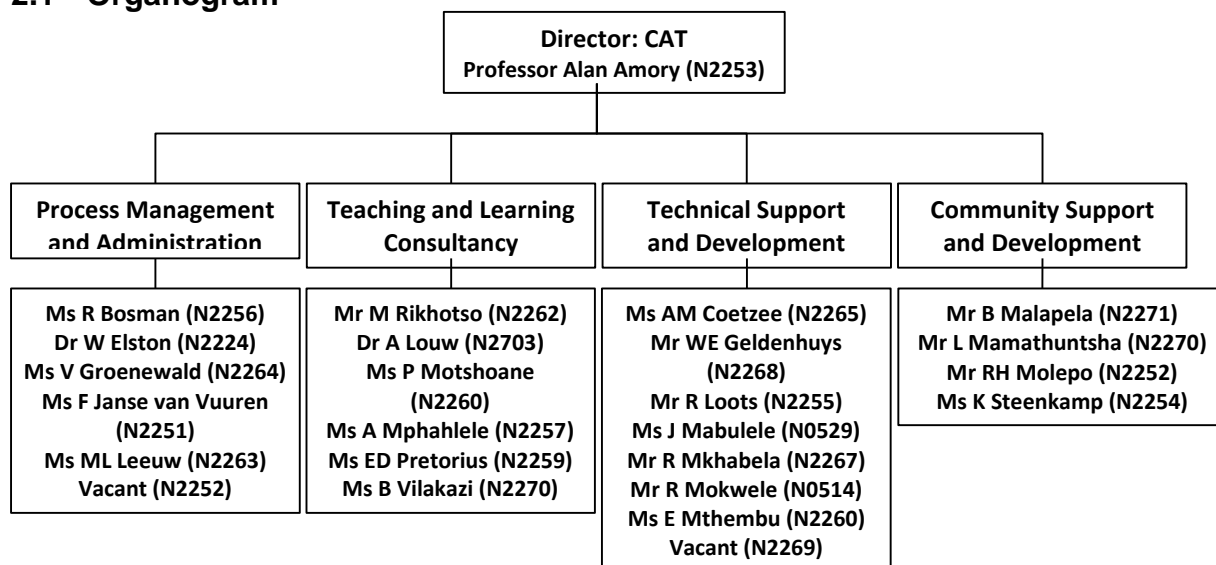 2.1 Organogram
Director: CAT
Professor Alan Amory (N2253)
Process Management
and Administration
Teaching and Learning
Consultancy
Technical Support
and Development
Community Support
and Development
Ms R Bosman (N2256)
Dr W Elston (N2224)
Ms V Groenewald (N2264)
Ms F Janse van Vuuren
(N2251)
Ms ML Leeuw (N2263)
Vacant (N2252)
Mr M Rikhotso (N2262)
Dr A Louw (N2703)
Ms P Motshoane
(N2260)
Ms A Mphahlele (N2257)
Ms ED Pretorius (N2259)
Ms B Vilakazi (N2270)
Ms AM Coetzee (N2265)
Mr WE Geldenhuys
(N2268)
Mr R Loots (N2255)
Ms J Mabulele (N0529)
Mr R Mkhabela (N2267)
Mr R Mokwele (N0514)
Ms E Mthembu (N2260)
Vacant (N2269)
Mr B Malapela (N2271)
Mr L Mamathuntsha (N2270)
Mr RH Molepo (N2252)
Ms K Steenkamp (N2254)